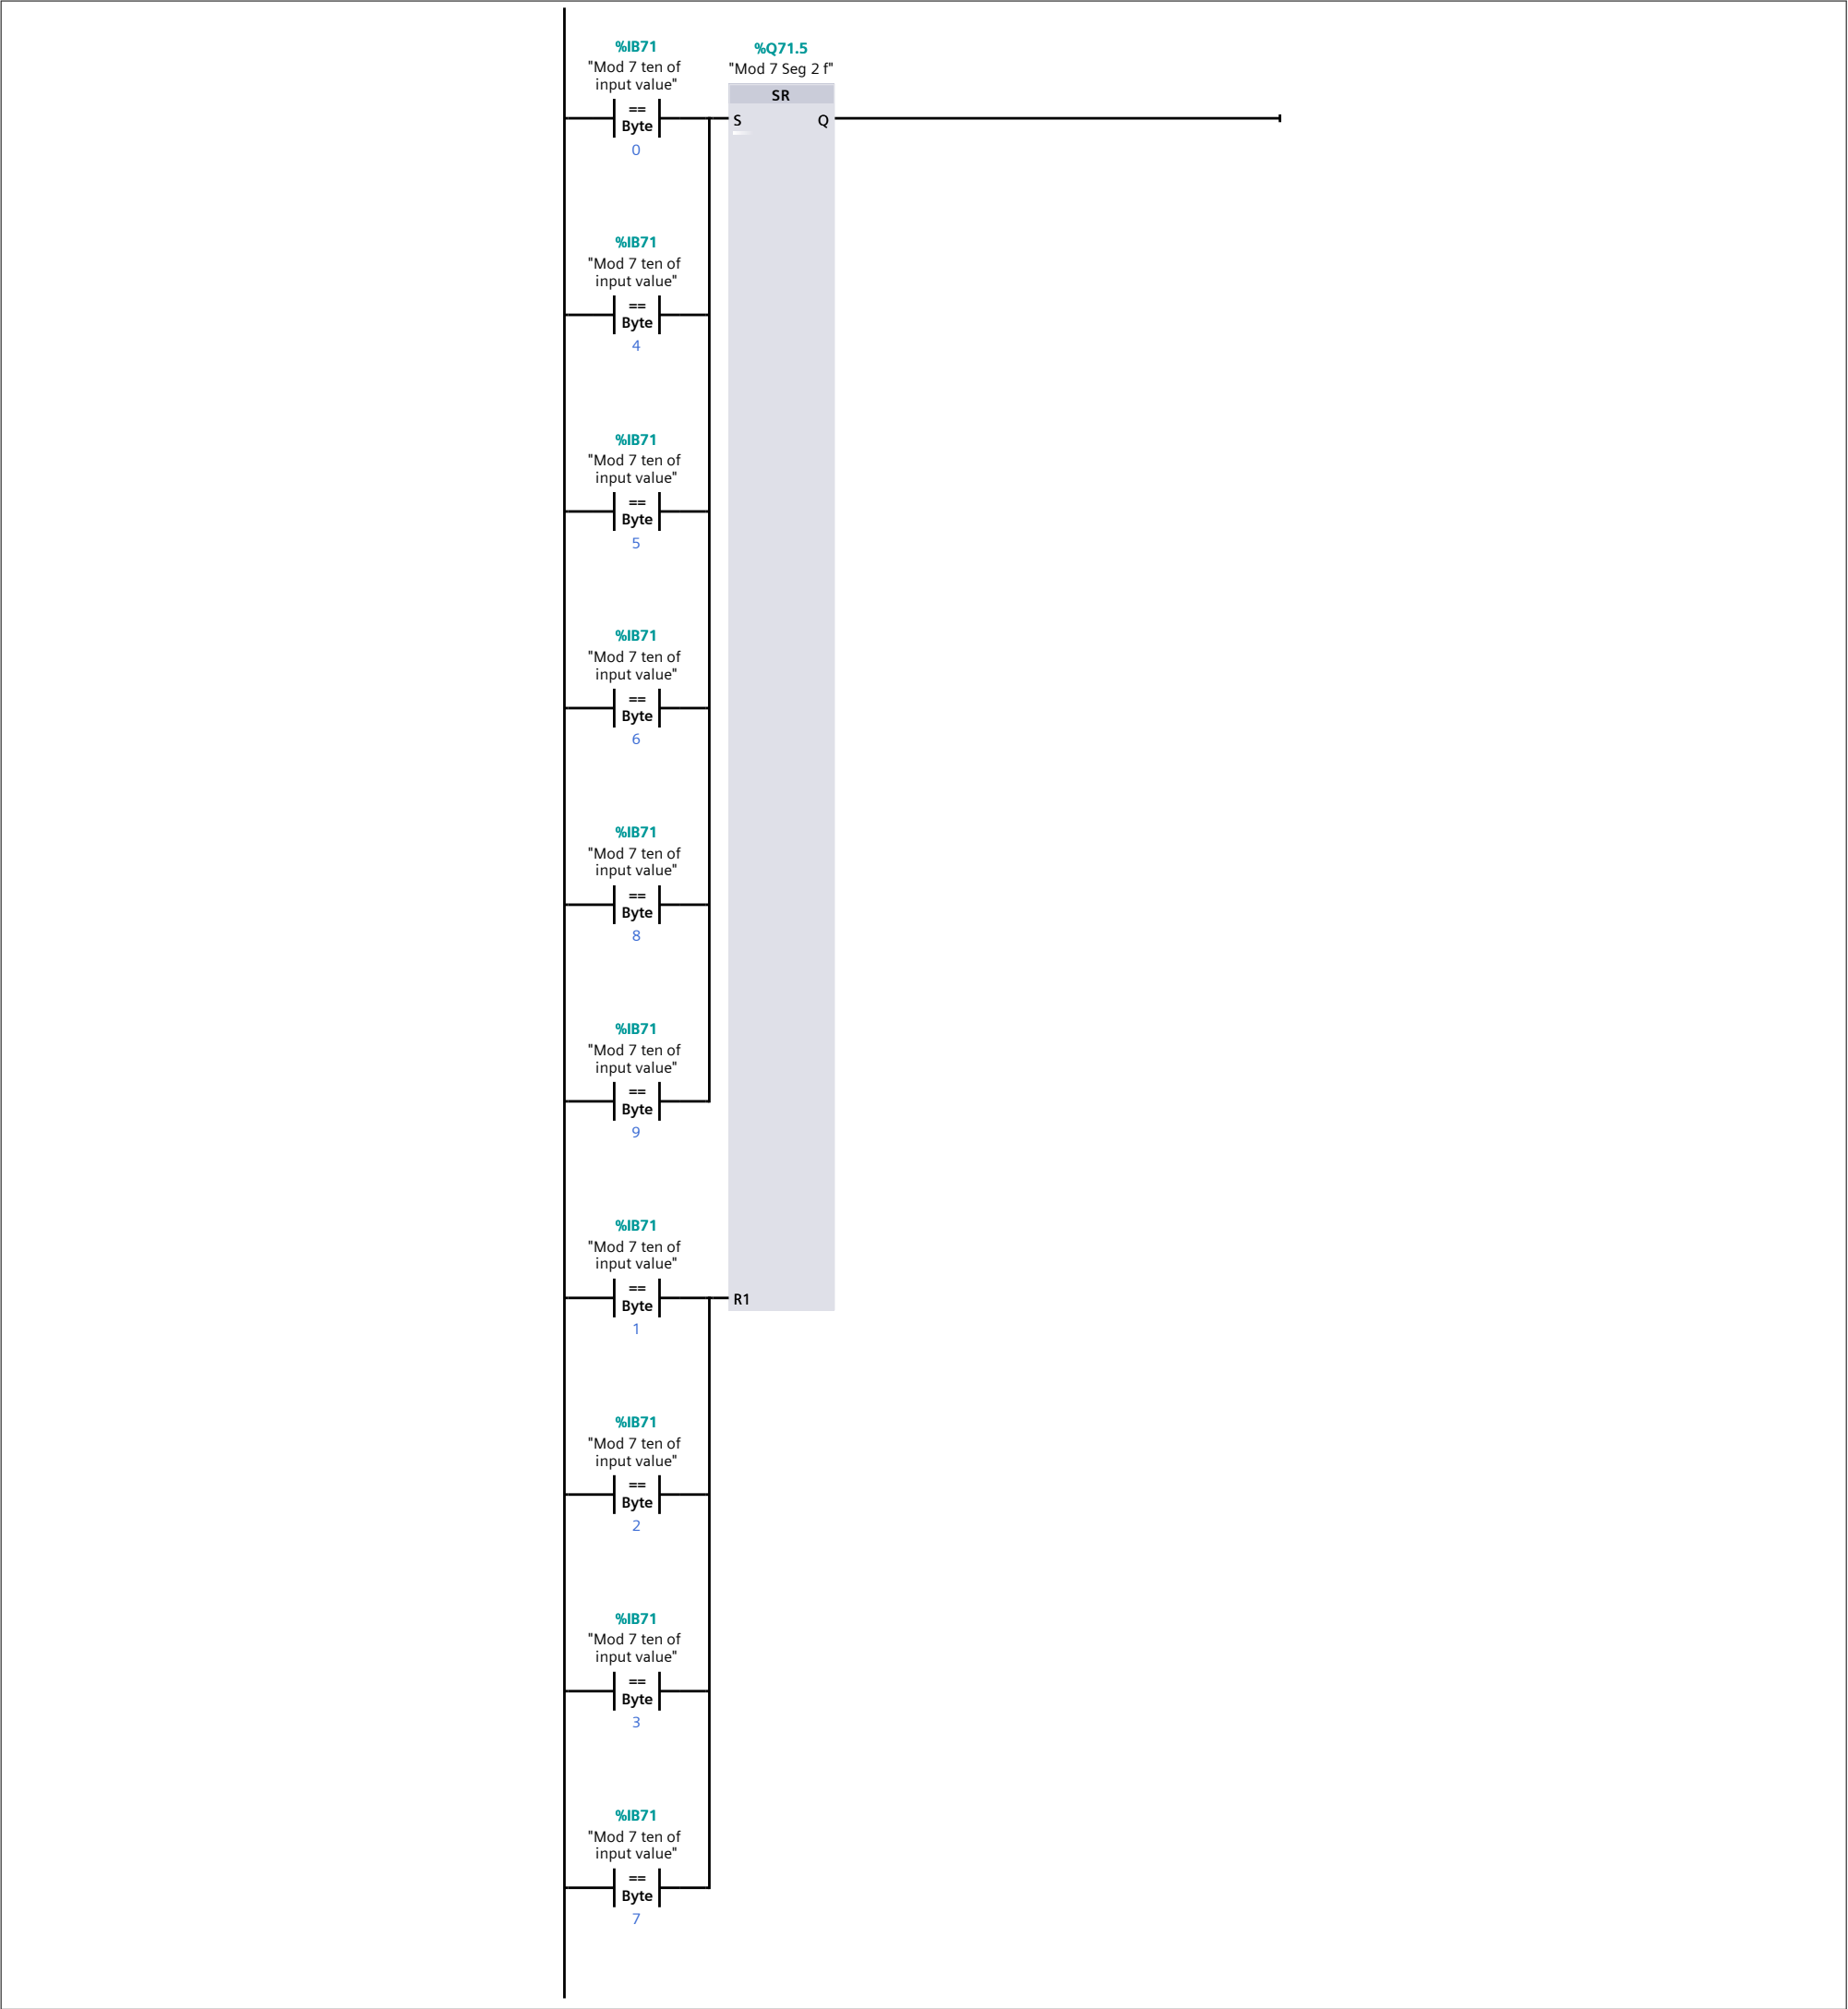 %IB71
"Mod 7 ten of
input value"
==
Byte
0
%Q71.5
"Mod 7 Seg 2 f"
SR
S
Q
%IB71
"Mod 7 ten of
input value"
==
Byte
4
%IB71
"Mod 7 ten of
input value"
==
Byte
5
%IB71
"Mod 7 ten of
input value"
==
Byte
6
%IB71
"Mod 7 ten of
input value"
==
Byte
8
%IB71
"Mod 7 ten of
input value"
==
Byte
9
%IB71
"Mod 7 ten of
input value"
==
Byte
1
R1
%IB71
"Mod 7 ten of
input value"
==
Byte
2
%IB71
"Mod 7 ten of
input value"
==
Byte
3
%IB71
"Mod 7 ten of
input value"
==
Byte
7